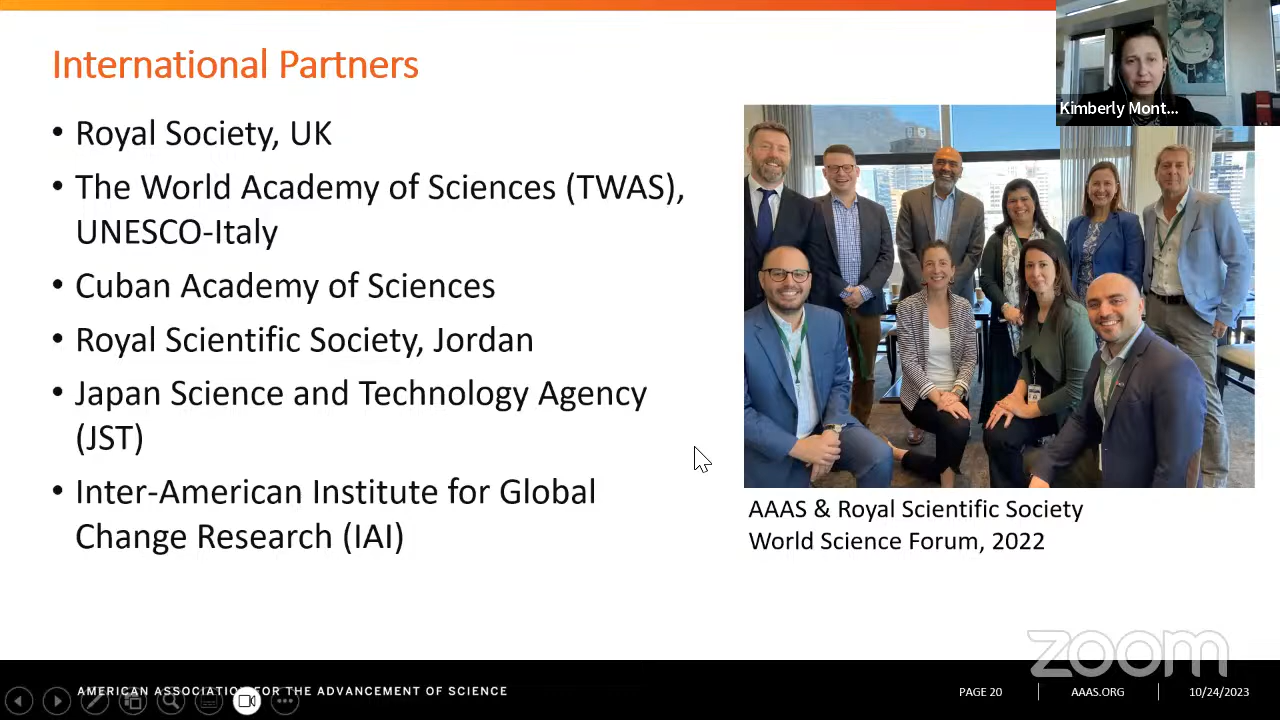 International Partners
Kimberly Mont...
• Royal Society, UK
• The World Academy of Sciences (TWAS),
UNESCO-Italy
• Cuban Academy of Sciences
• Royal Scientific Society, Jordan
• Japan Science and Technology Agency
(JST)
• Inter-American Institute for Global
Change Research (IAI)
AAAS & Royal Scientific Society
World Science Forum, 2022
zoom
AMERICAN ASSOCIATION FOR THE ADVANCEMENT OF SCIENCE
PAGE 20
AAAS.ORG
10/24/2023